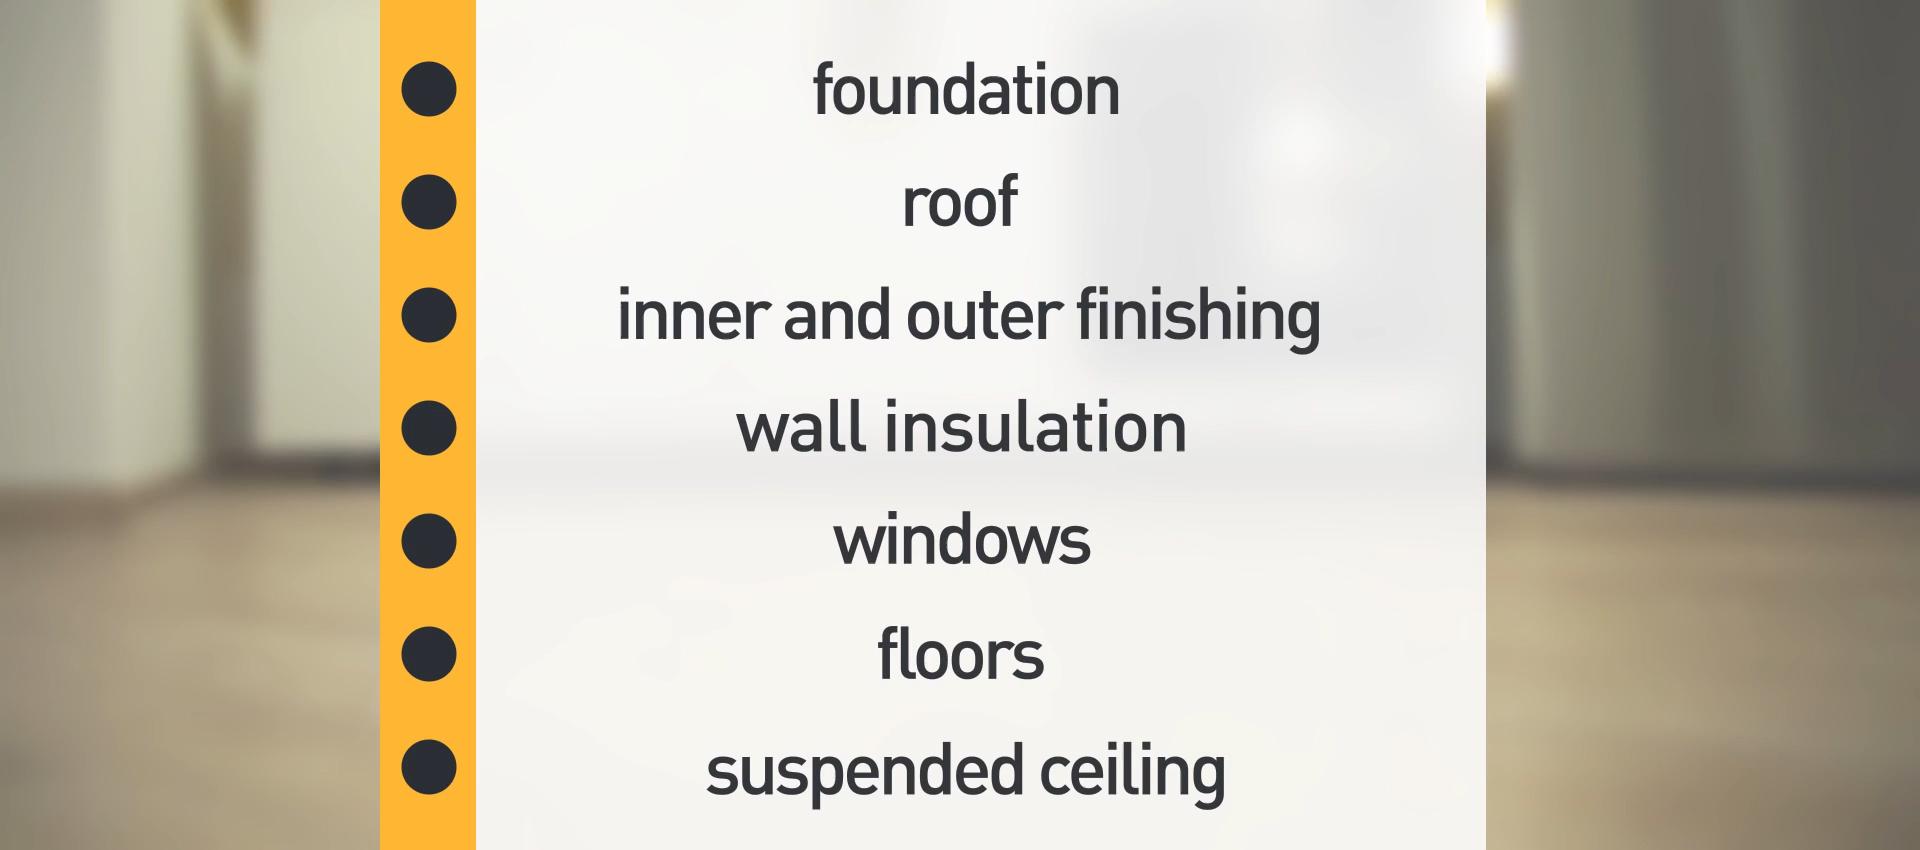 foundation
roof
inner and outer finishing
wall insulation
windows
floors
suspended ceiling